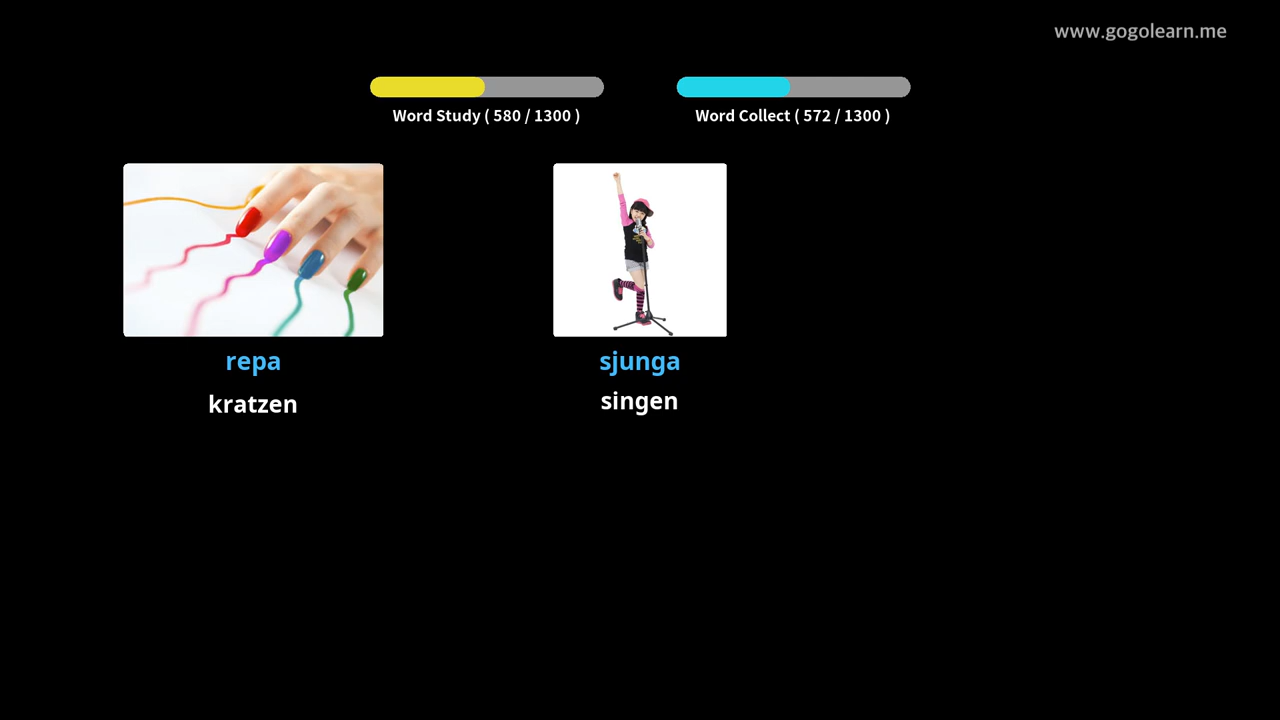 www.gogolearn.me
Word Study ( 580 / 1300 )
Word Collect ( 572 / 1300 )
repa
kratzen
sjunga
singen